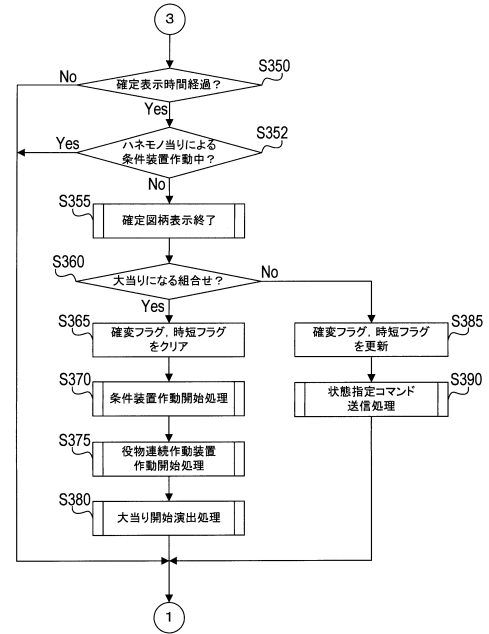 3
S350
確定表示時間経過？
No
Yes
S352
ハネモノ当りによる
条件装置作動中？
Yes
No
S355
確定図柄表示終了
S360
大当りになる組合せ？
No
Yes
S365
確変フラグ，時短フラグ
をクリア
S385
確変フラグ，時短フラグ
を更新
S370
条件装置作動開始処理
S390
状態指定コマンド
送信処理
S375
役物連続作動装置
作動開始処理
S380
大当り開始演出処理
1